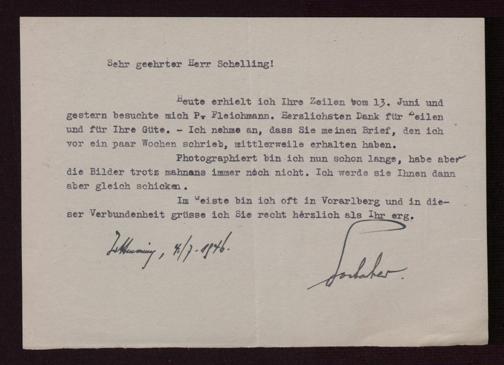 Sehr geehrter Herr Schelling!
Heute erhielt ich Ihre Zeilen vom 13. Juni und
gestern besuchte mich P. Fleichmann. Herzlichsten Dank für Zeilen
und für Ihre Güte. - Ich nehme an, dass Sie meinen Brief, den ich
vor ein paar Wochen schrieb, mittlerweile erhalten haben.
Photographiert bin ich nun schon lange, habe aber
die Bilder trots mahnens immer noch nicht. Ich werde sie Ihnen dann
aber gleich schicken.
Im Geiste bin ich oft in Vorarlberg und in die-
ser Verbundenheit grüsse ich Sie recht herzlich als Ihr erg.
4/7. 1946.